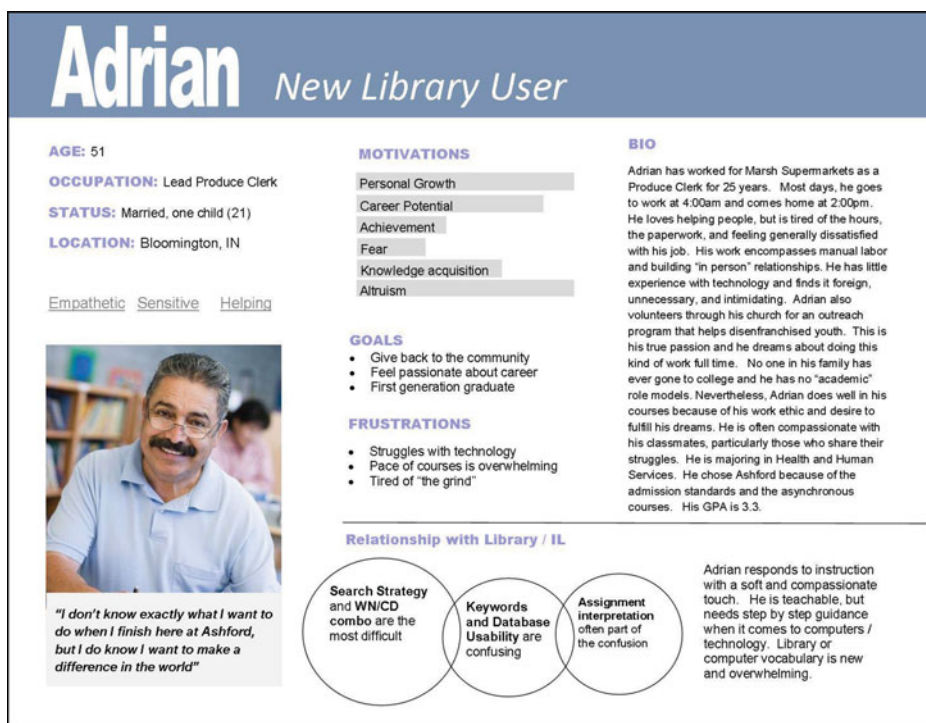 Adrian New Library User
AGE: 51
OCCUPATION: Lead Produce Clerk
STATUS: Married, one child (21)
LOCATION: Bloomington, IN
Empathetic Sensitive Helping
"I don't know exactly what I want to
do when I finish here at Ashford,
but I do know I want to make a
difference in the world"
MOTIVATIONS
Personal Growth
Career Potential
Achievement
Fear
Knowledge acquisition
Altruism
GOALS
• Give back to the community
• Feel passionate about career
• First generation graduate
FRUSTRATIONS
• Struggles with technology
• Pace of courses is overwhelming
• Tired of "the grind"
BIO
Adrian has worked for Marsh Supermarkets as a
Produce Clerk for 25 years. Most days, he goes
to work at 4:00am and comes home at 2:00pm.
He loves helping people, but is tired of the hours,
the paperwork, and feeling generally dissatisfied
with his job. His work encompasses manual labor
and building "in person" relationships. He has little
experience with technology and finds it foreign,
unnecessary, and intimidating. Adrian also
volunteers through his church for an outreach
program that helps disenfranchised youth. This is
his true passion and he dreams about doing this
kind of work full time. No one in his family has
ever gone to college and he has no "academic"
role models. Nevertheless, Adrian does well in his
courses because of his work ethic and desire to
fulfill his dreams. He is often compassionate with
his classmates, particularly those who share their
struggles. He is majoring in Health and Human
Services. He chose Ashford because of the
admission standards and the asynchronous
courses. His GPA is 3.3.
Relationship with Library / IL
Search Strategy
and WN/CD
combo are the
most difficult
Keywords
and Database
Usability are
confusing
Assignment
interpretation
often part of
the confusion
Adrian responds to instruction
with a soft and compassionate
touch. He is teachable, but
needs step by step guidance
when it comes to computers /
technology. Library or
computer vocabulary is new
and overwhelming.